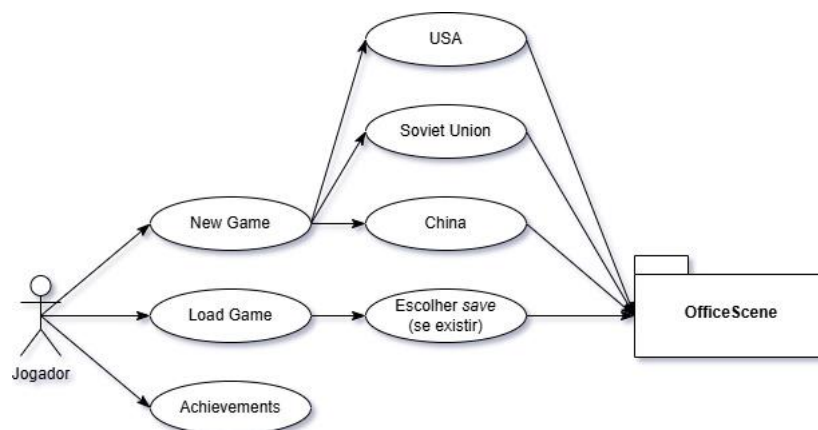 USA
Soviet Union
New Game
China
Load Game
Escolher save
(se existir)
OfficeScene
Jogador
Achievements